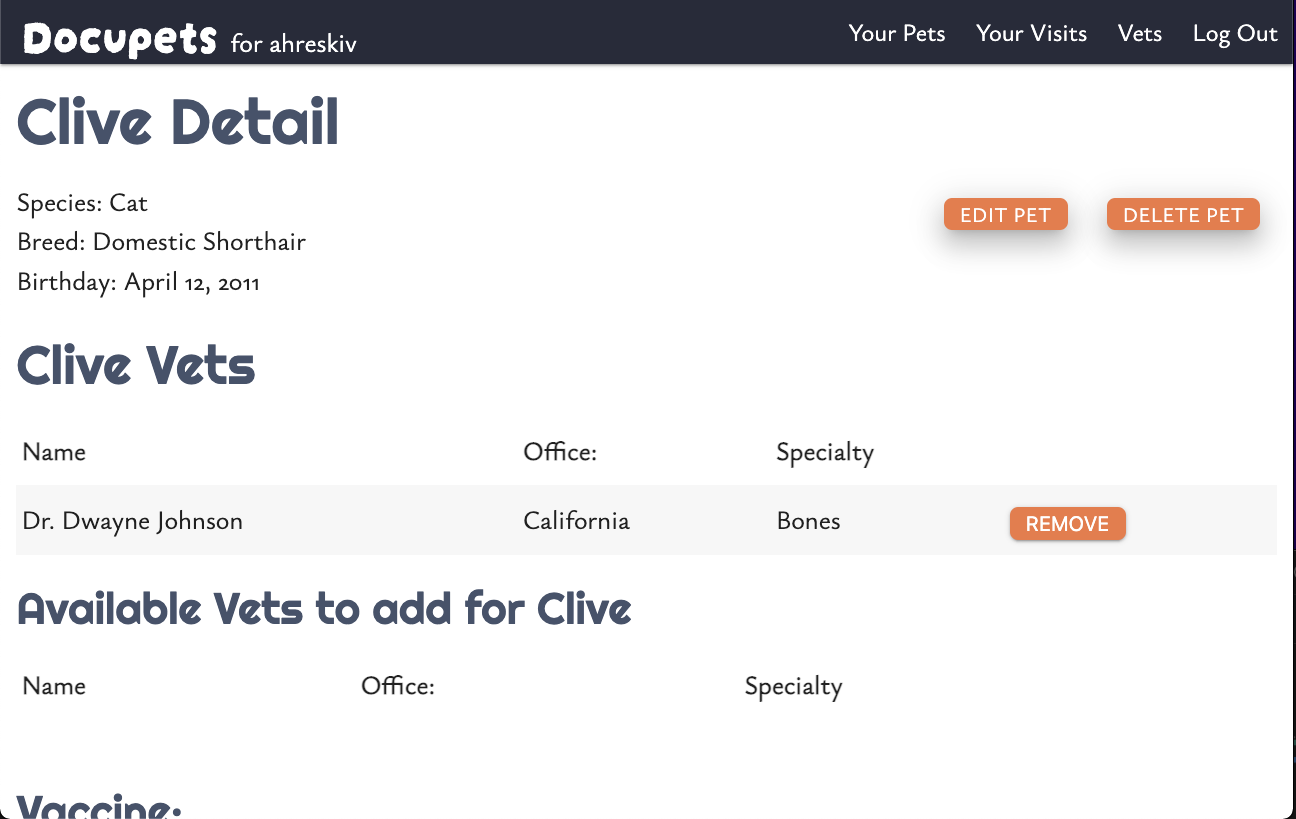 Docupets for ahreskiv Your Pets Your Visits Vets Log Out
Clive Detail
Species: Cat
EDIT PET DELETE PET
Breed: Domestic Shorthair
Birthday: April 12, 2011
Clive Vets
Name Office: Specialty
Dr. Dwayne Johnson California Bones REMOVE
Available Vets to add for Clive
Name Office: Specialty
Vaccine: